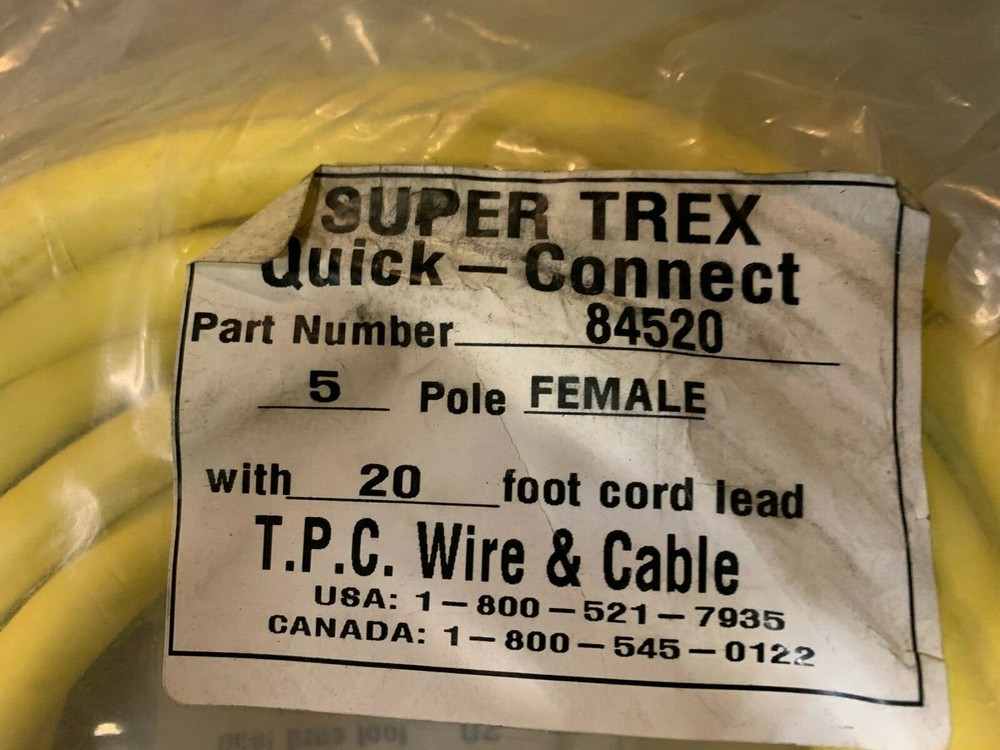 SUPER TREX
Quick — Connect
Part Number 84520
5 Pole FEMALE
with 20 foot cord lead
T.P.C. Wire & Cable
USA: 1 — 800 — 521 — 7935
CANADA: 1 — 800 — 545 — 0122